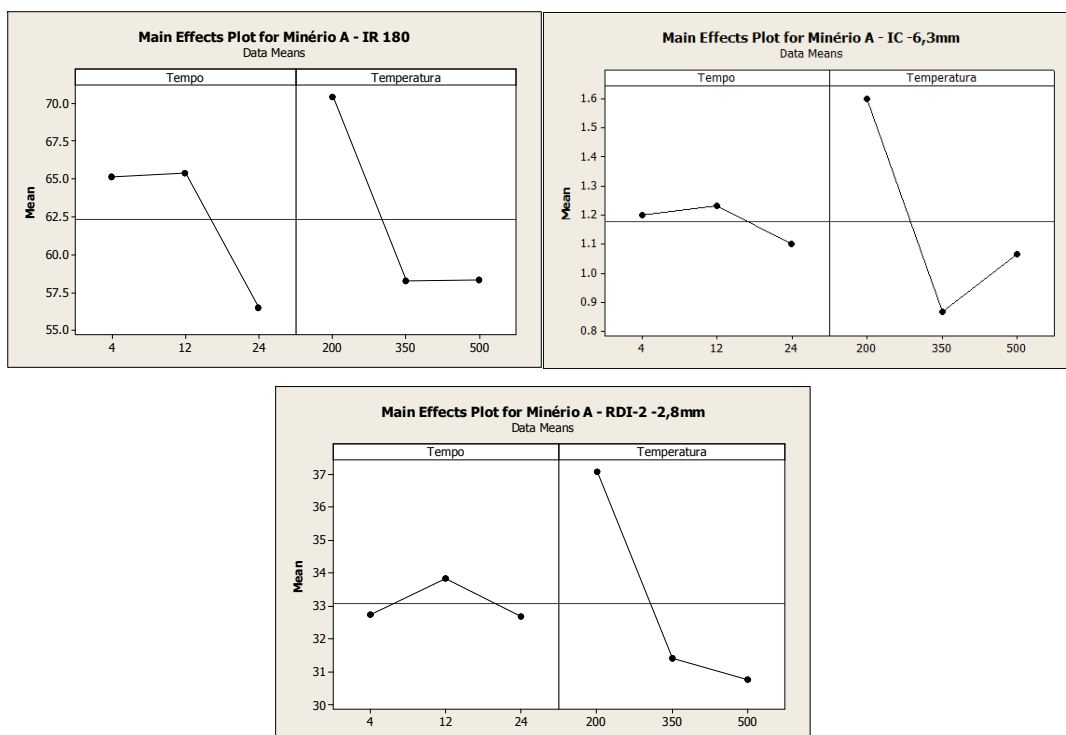 Main Effects Plot for Minério A - IR 180
Data Means
Tempo Temperatura
Mean
70.0
67.5
65.0
62.5
60.0
57.5
55.0
4 12 24 200 350 500
Main Effects Plot for Minério A - IC -6,3mm
Data Means
Tempo Temperatura
Mean
1.6
1.5
1.4
1.3
1.2
1.1
1.0
0.9
0.8
4 12 24 200 350 500
Main Effects Plot for Minério A - RDI-2 -2,8mm
Data Means
Tempo Temperatura
Mean
37
36
35
34
33
32
31
30
4 12 24 200 350 500